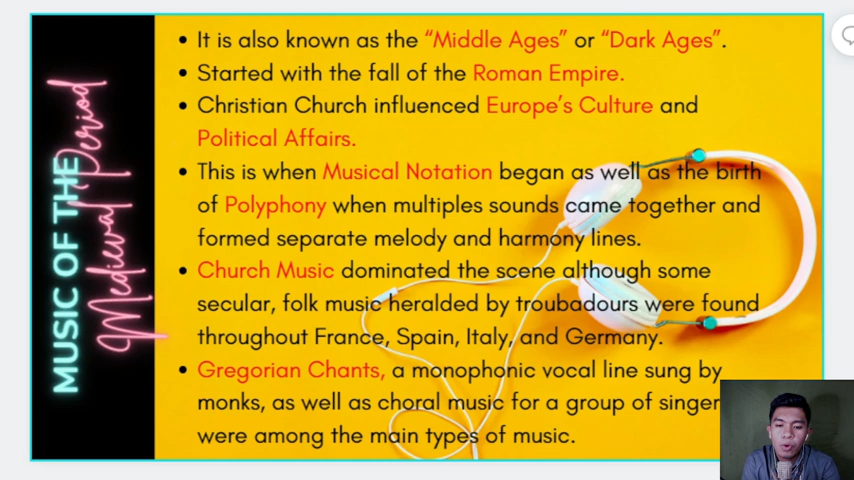 MUSIC OF THE
Medieval Period
It is also known as the “Middle Ages” or “Dark Ages”.
Started with the fall of the Roman Empire.
Christian Church influenced Europe’s Culture and
Political Affairs.
This is when Musical Notation began as well as the birth
of Polyphony when multiples sounds came together and
formed separate melody and harmony lines.
Church Music dominated the scene although some
secular, folk music heralded by troubadours were found
throughout France, Spain, Italy, and Germany.
Gregorian Chants, a monophonic vocal line sung by
monks, as well as choral music for a group of singer
were among the main types of music.